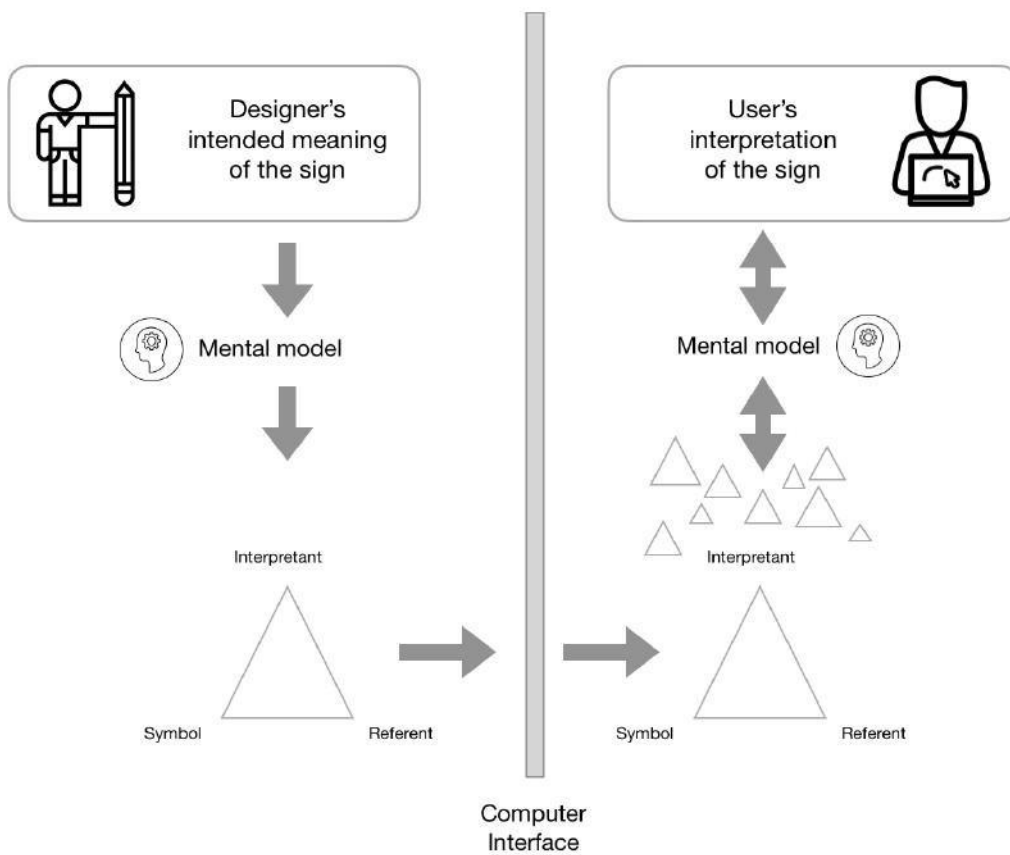 Designer's
intended meaning
of the sign
User's
interpretation
of the sign
Mental model
Mental model
Interpretant
Interpretant
Symbol
Referent
Symbol
Referent
Computer
Interface